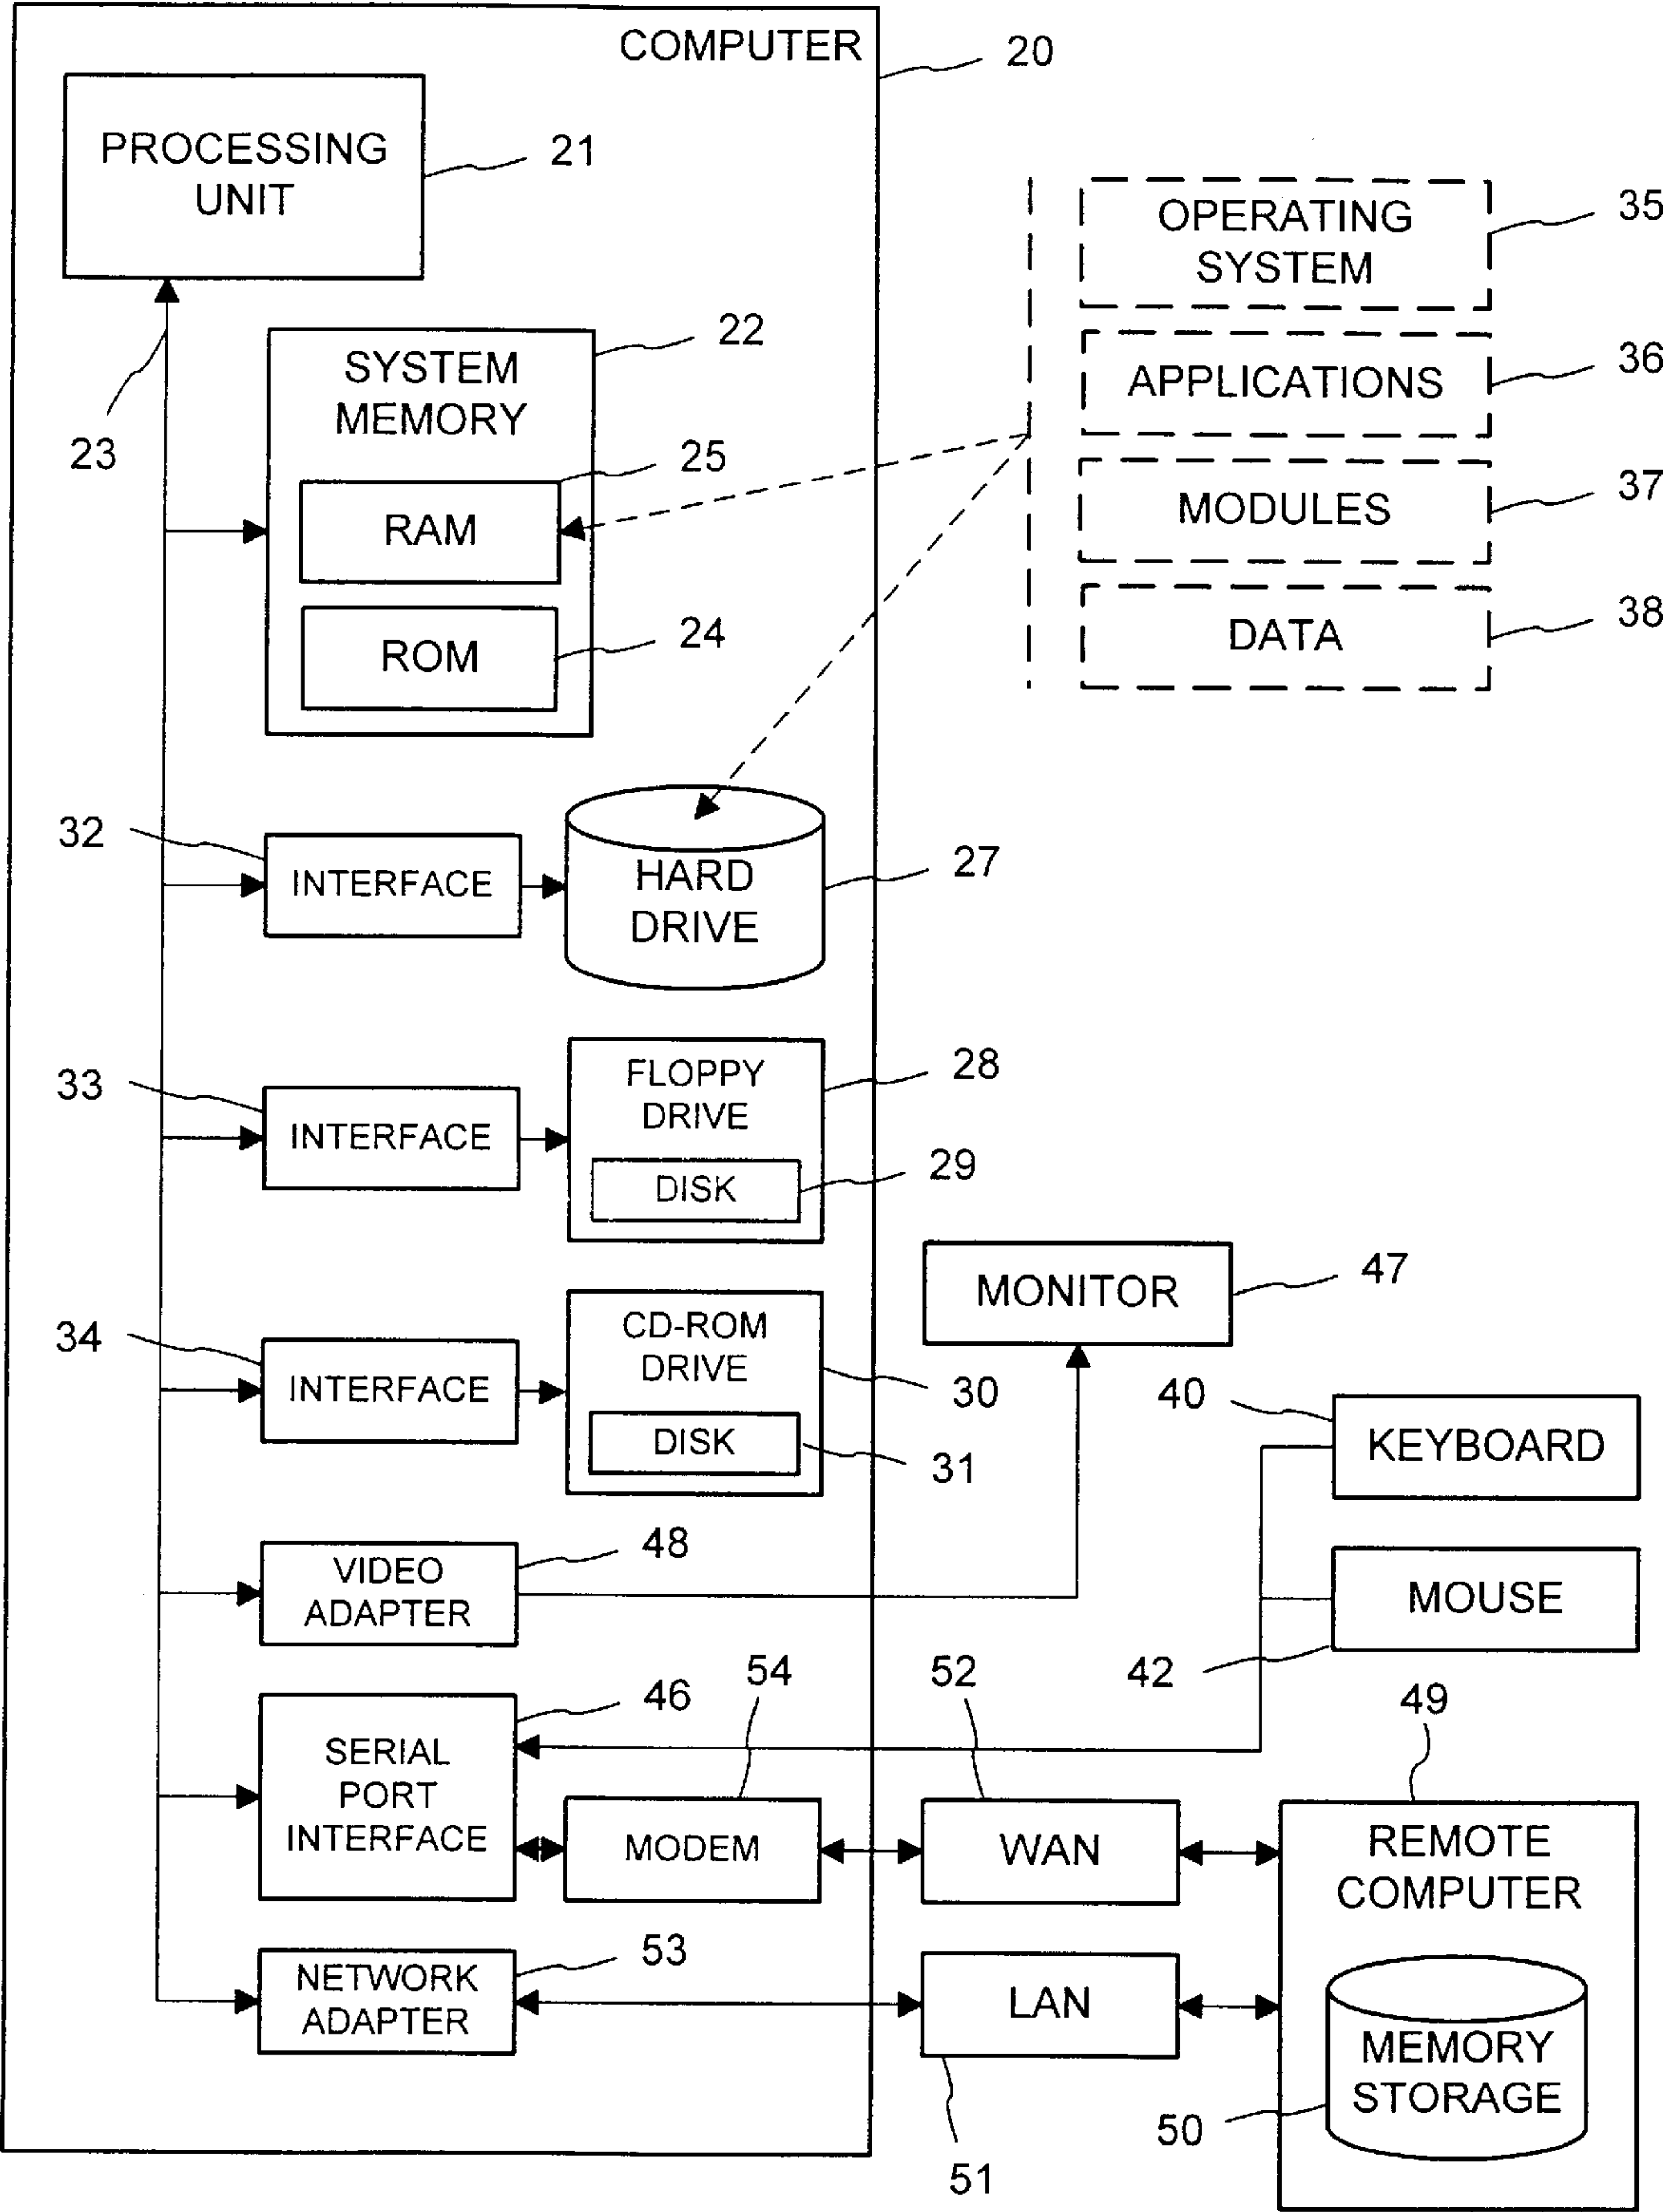 COMPUTER
20
PROCESSING
UNIT
21
23
SYSTEM
MEMORY
22
RAM
25
ROM
24
OPERATING
SYSTEM
35
APPLICATIONS
36
MODULES
37
DATA
38
32
INTERFACE
HARD
DRIVE
27
33
INTERFACE
FLOPPY
DRIVE
28
DISK
29
34
INTERFACE
CD-ROM
DRIVE
30
DISK
31
MONITOR
47
40
KEYBOARD
MOUSE
42
VIDEO
ADAPTER
48
SERIAL
PORT
INTERFACE
46
MODEM
54
WAN
52
REMOTE
COMPUTER
49
NETWORK
ADAPTER
53
LAN
51
MEMORY
STORAGE
50